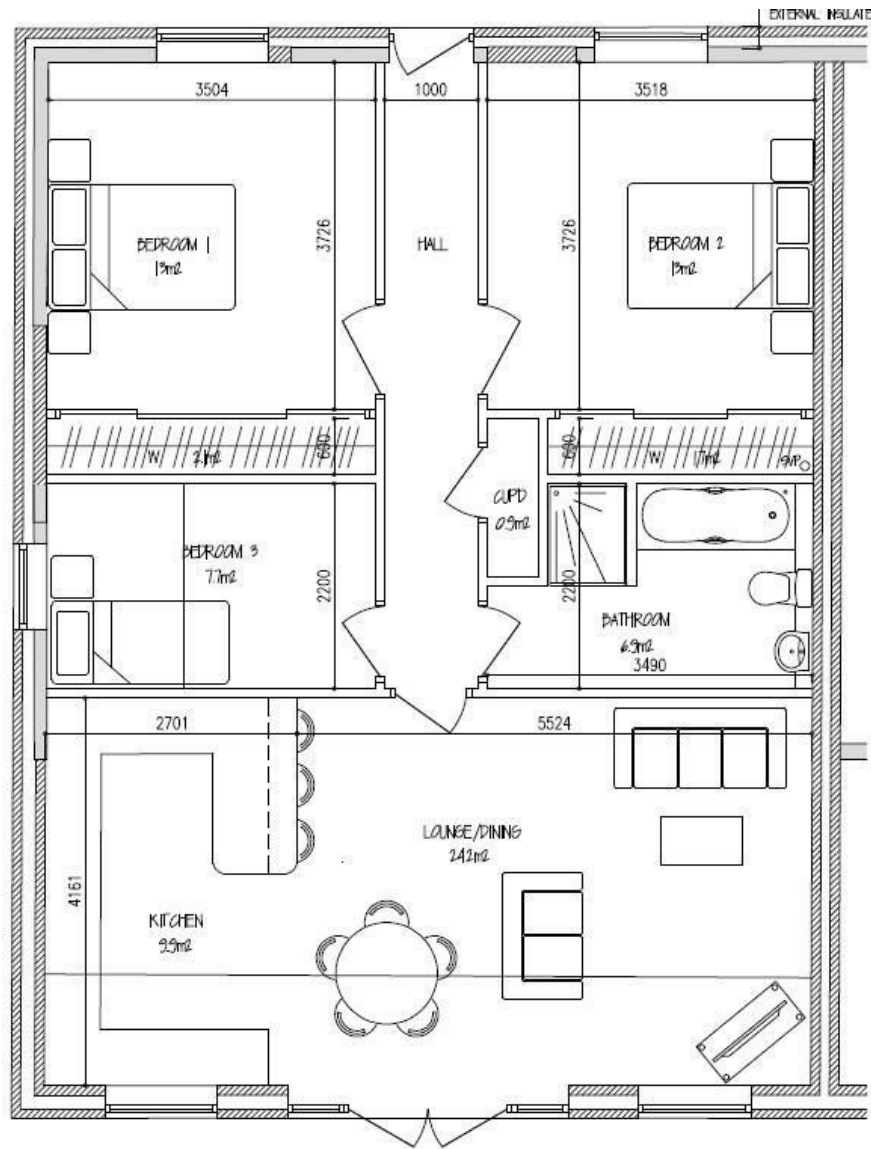 EXTERNAL INSULATE
3504
1000
3518
3726
3726
BEDROOM 1
13m2
HALL
BEDROOM 2
13m2
600
W 2.1m2
600
W 1.7m2
SVP
CUPD
0.9m2
BEDROOM 3
7.7m2
2200
2200
BATHROOM
6.9m2
3490
2701
5524
LOUNGE/DINING
24.2m2
4161
KITCHEN
9.9m2